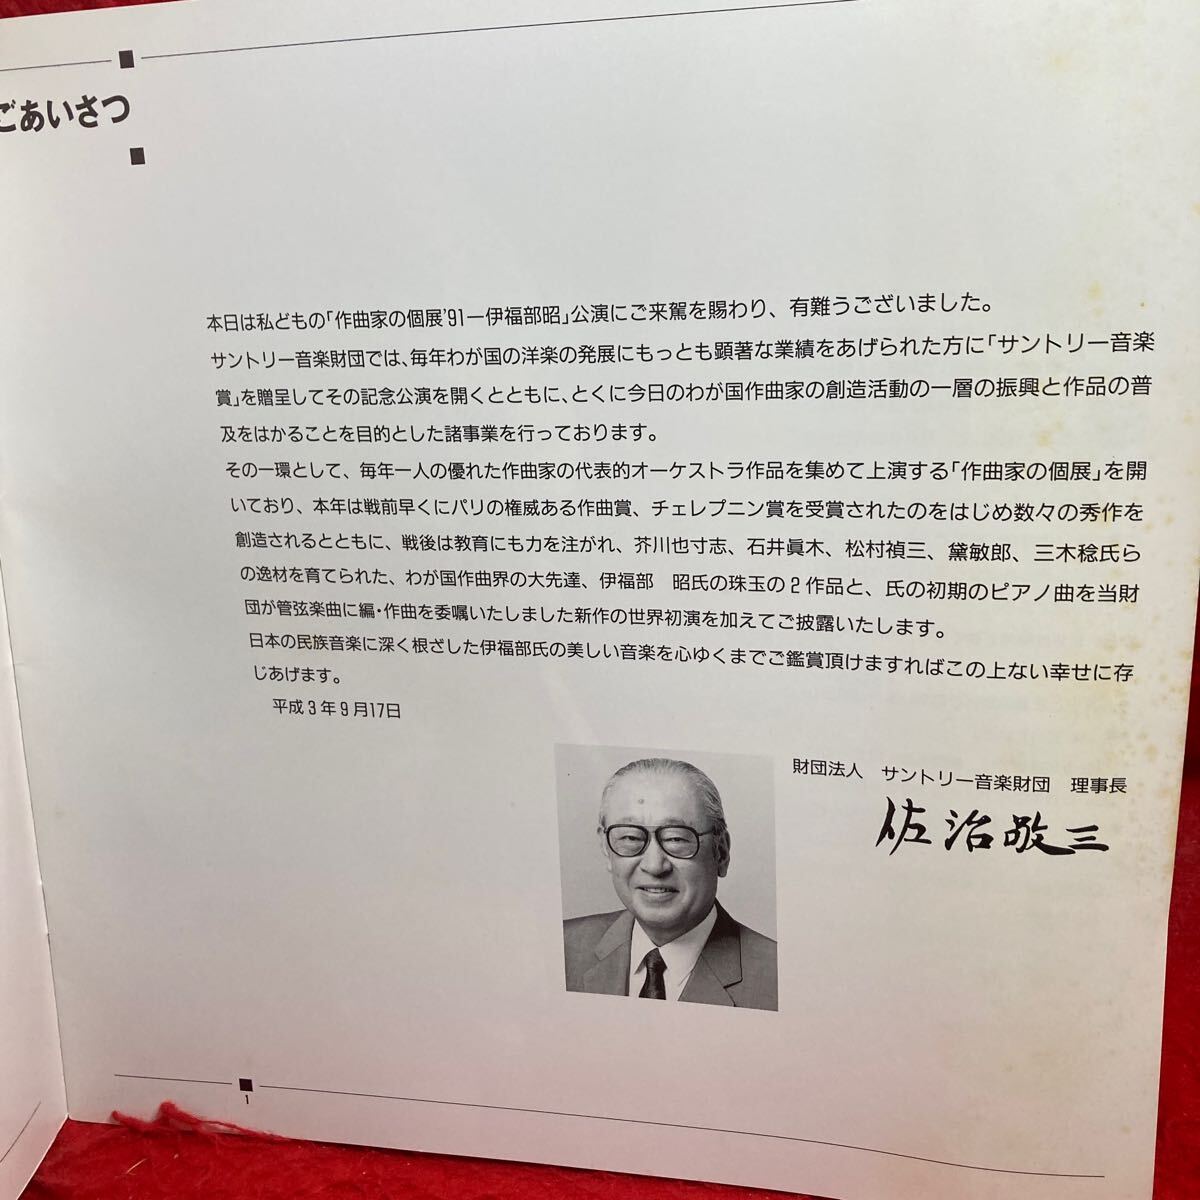 ごあいさつ
本日は私どもの「作曲家の個展'91ー伊福部昭」公演にご来駕を賜わり、有難うございました。
サントリー音楽財団では、毎年わが国の洋楽の発展にもっとも顕著な業績をあげられた方に「サントリー音楽
賞」を贈呈してその記念公演を開くとともに、とくに今日のわが国作曲家の創造活動の一層の振興と作品の普
及をはかることを目的とした諸事業を行っております。
その一環として、毎年一人の優れた作曲家の代表的オーケストラ作品を集めて上演する「作曲家の個展」を開
いており、本年は戦前早くにパリの権威ある作曲賞、チェレプニン賞を受賞されたのをはじめ数々の秀作を
創造されるとともに、戦後は教育にも力を注がれ、芥川也寸志、石井眞木、松村禎三、黛敏郎、三木稔氏ら
の逸材を育てられた、わが国作曲界の大先達、伊福部　昭氏の珠玉の2作品と、氏の初期のピアノ曲を当財
団が管弦楽曲に編・作曲を委嘱いたしました新作の世界初演を加えてご披露いたします。
日本の民族音楽に深く根ざした伊福部氏の美しい音楽を心ゆくまでご鑑賞頂けますればこの上ない幸せに存
じあげます。
平成3年9月17日
財団法人　サントリー音楽財団　理事長
佐治敬三
1